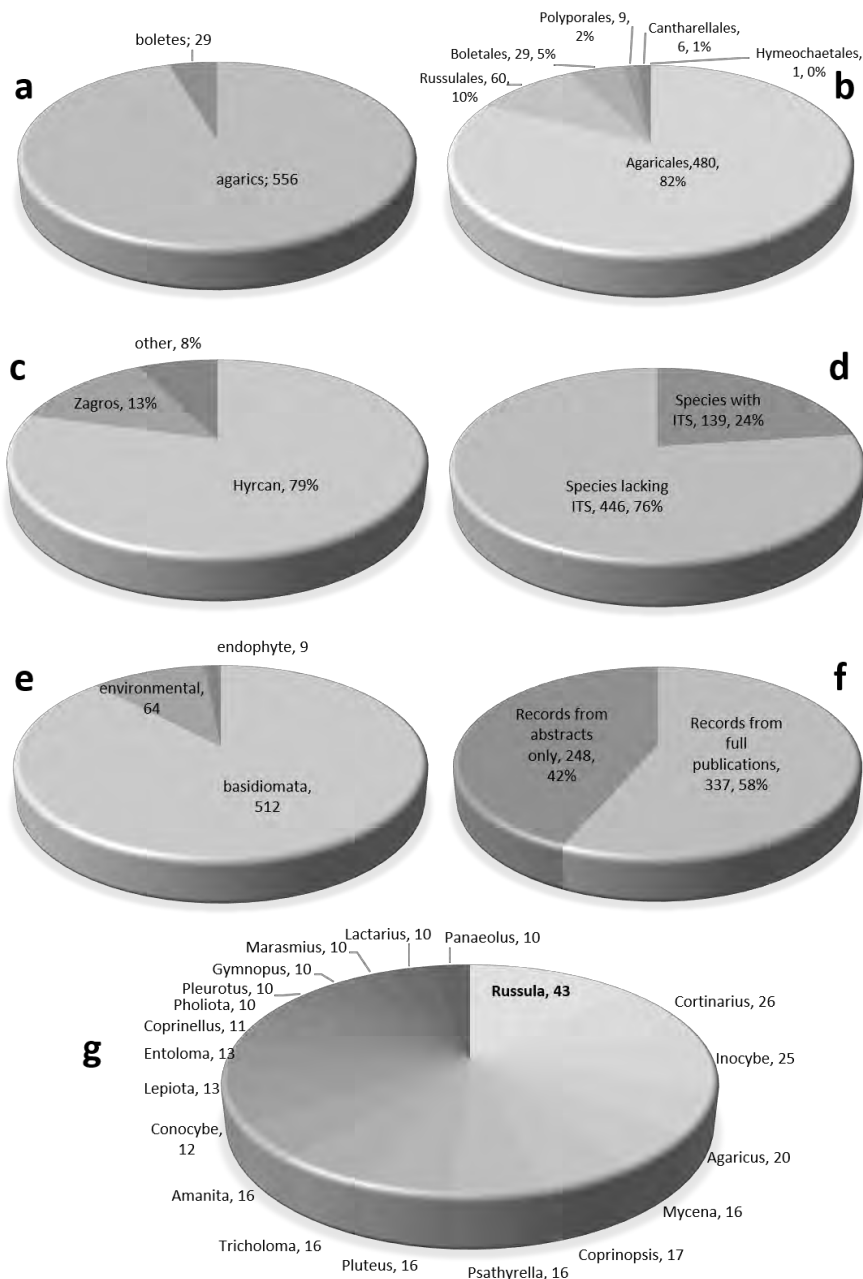 a
boletes; 29
agarics; 556
b
Polyporales, 9,
2%
Cantharellales,
6, 1%
Boletales, 29, 5%
Hymeochaetales,
1, 0%
Russulales, 60,
10%
Agaricales,480,
82%
c
other, 8%
Zagros, 13%
Hyrcan, 79%
d
Species with
ITS, 139, 24%
Species lacking
ITS, 446, 76%
e
endophyte, 9
environmental,
64
basidiomata,
512
f
Records from
abstracts
only, 248,
42%
Records from
full
publications,
337, 58%
g
Lactarius, 10
Panaeolus, 10
Marasmius, 10
Gymnopus, 10
Pleurotus, 10
Pholiota, 10
Coprinellus, 11
Entoloma, 13
Lepiota, 13
Conocybe,
12
Amanita, 16
Tricholoma, 16
Pluteus, 16
Psathyrella, 16
Coprinopsis, 17
Mycena, 16
Agaricus, 20
Inocybe, 25
Cortinarius, 26
Russula, 43